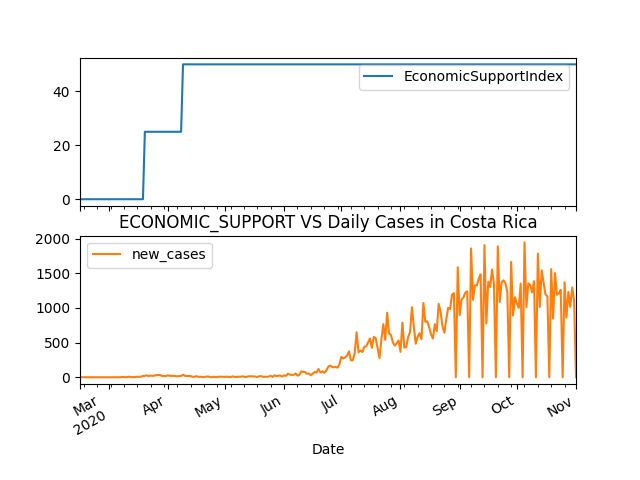 EconomicSupportIndex
40
20
0
ECONOMIC_SUPPORT VS Daily Cases in Costa Rica
new_cases
2000
1500
1000
500
0
Mar
2020
Apr
May
Jun
Jul
Aug
Sep
Oct
Nov
Date